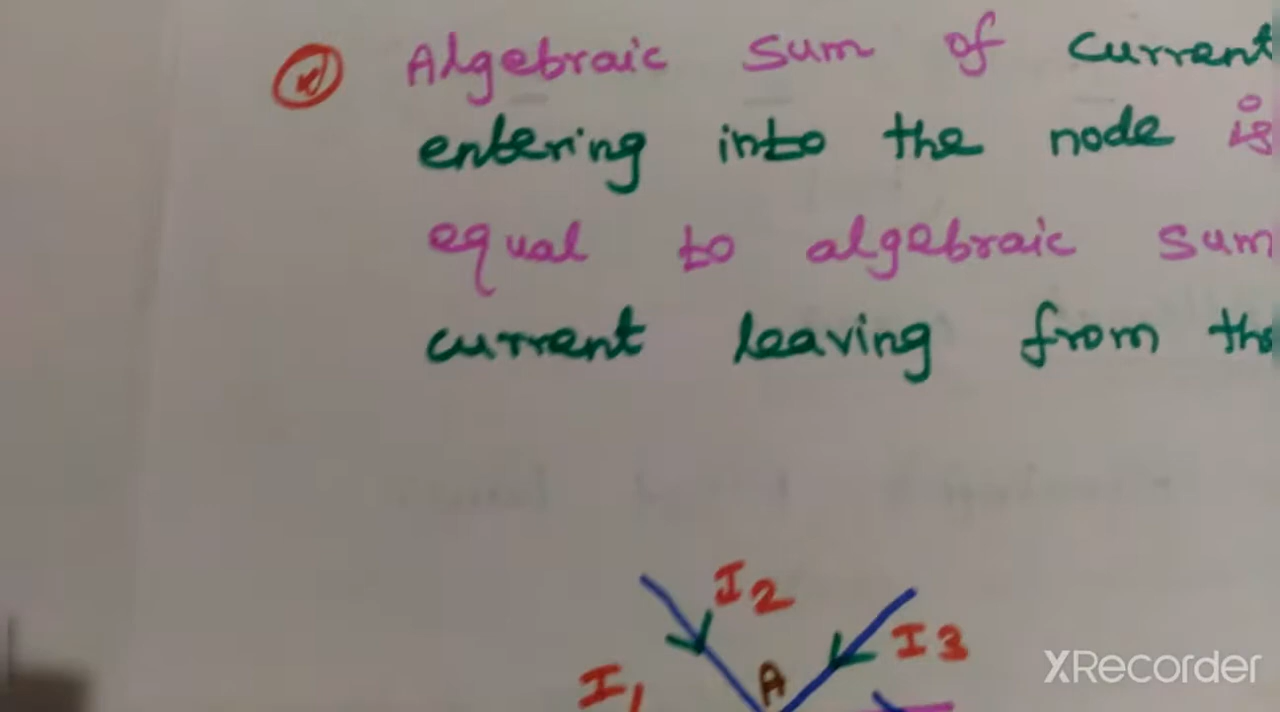 Algebraic sum of current
entering into the node is
equal to algebraic sum
current leaving from the
I2
I3
I1
A
XRecorder